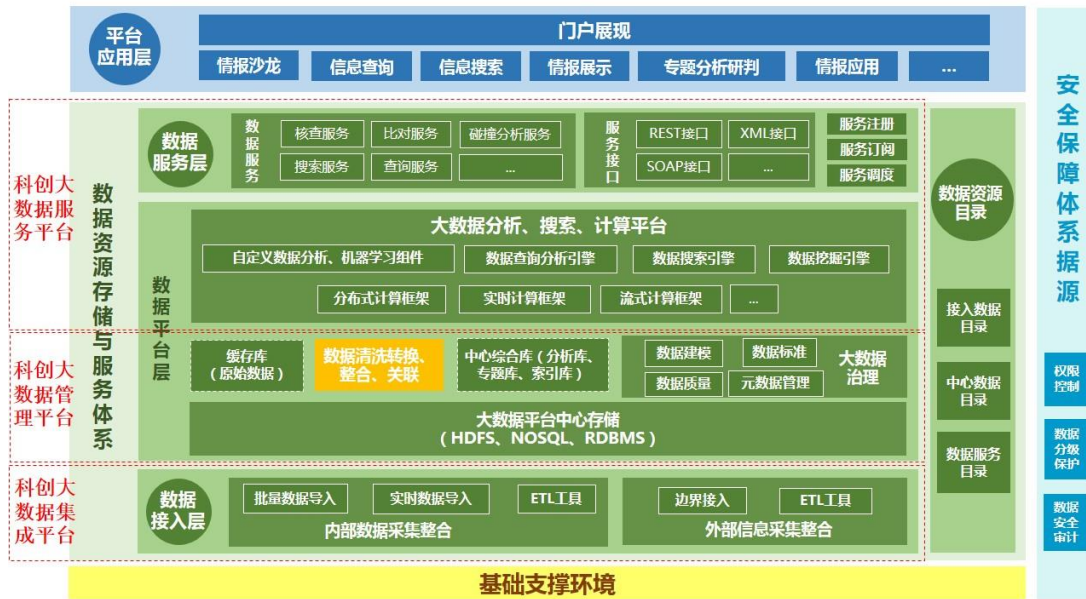 平台
应用层
门户展现
情报沙龙
信息查询
信息搜索
情报展示
专题分析研判
情报应用
...
科创大
数据服
务平台
科创大
数据管
理平台
科创大
数据集
成平台
数据资源存储与服务体系
数据
服务层
数据服务
核查服务
比对服务
碰撞分析服务
搜索服务
查询服务
...
服务接口
REST接口
XML接口
SOAP接口
...
服务注册
服务订阅
服务调度
数据平台层
大数据分析、搜索、计算平台
自定义数据分析、机器学习组件
数据查询分析引擎
数据搜索引擎
数据挖掘引擎
分布式计算框架
实时计算框架
流式计算框架
...
缓存库
（原始数据）
数据清洗转换、
整合、关联
中心综合库（分析库、
专题库、索引库）
数据建模
数据标准
数据质量
元数据管理
大数据
治理
大数据平台中心存储
（HDFS、NOSQL、RDBMS）
数据
接入层
批量数据导入
实时数据导入
ETL工具
内部数据采集整合
边界接入
ETL工具
外部信息采集整合
数据资源
目录
接入数据
目录
中心数据
目录
数据服务
目录
安全保障体系据源
权限
控制
数据
分级
保护
数据
安全
审计
基础支撑环境